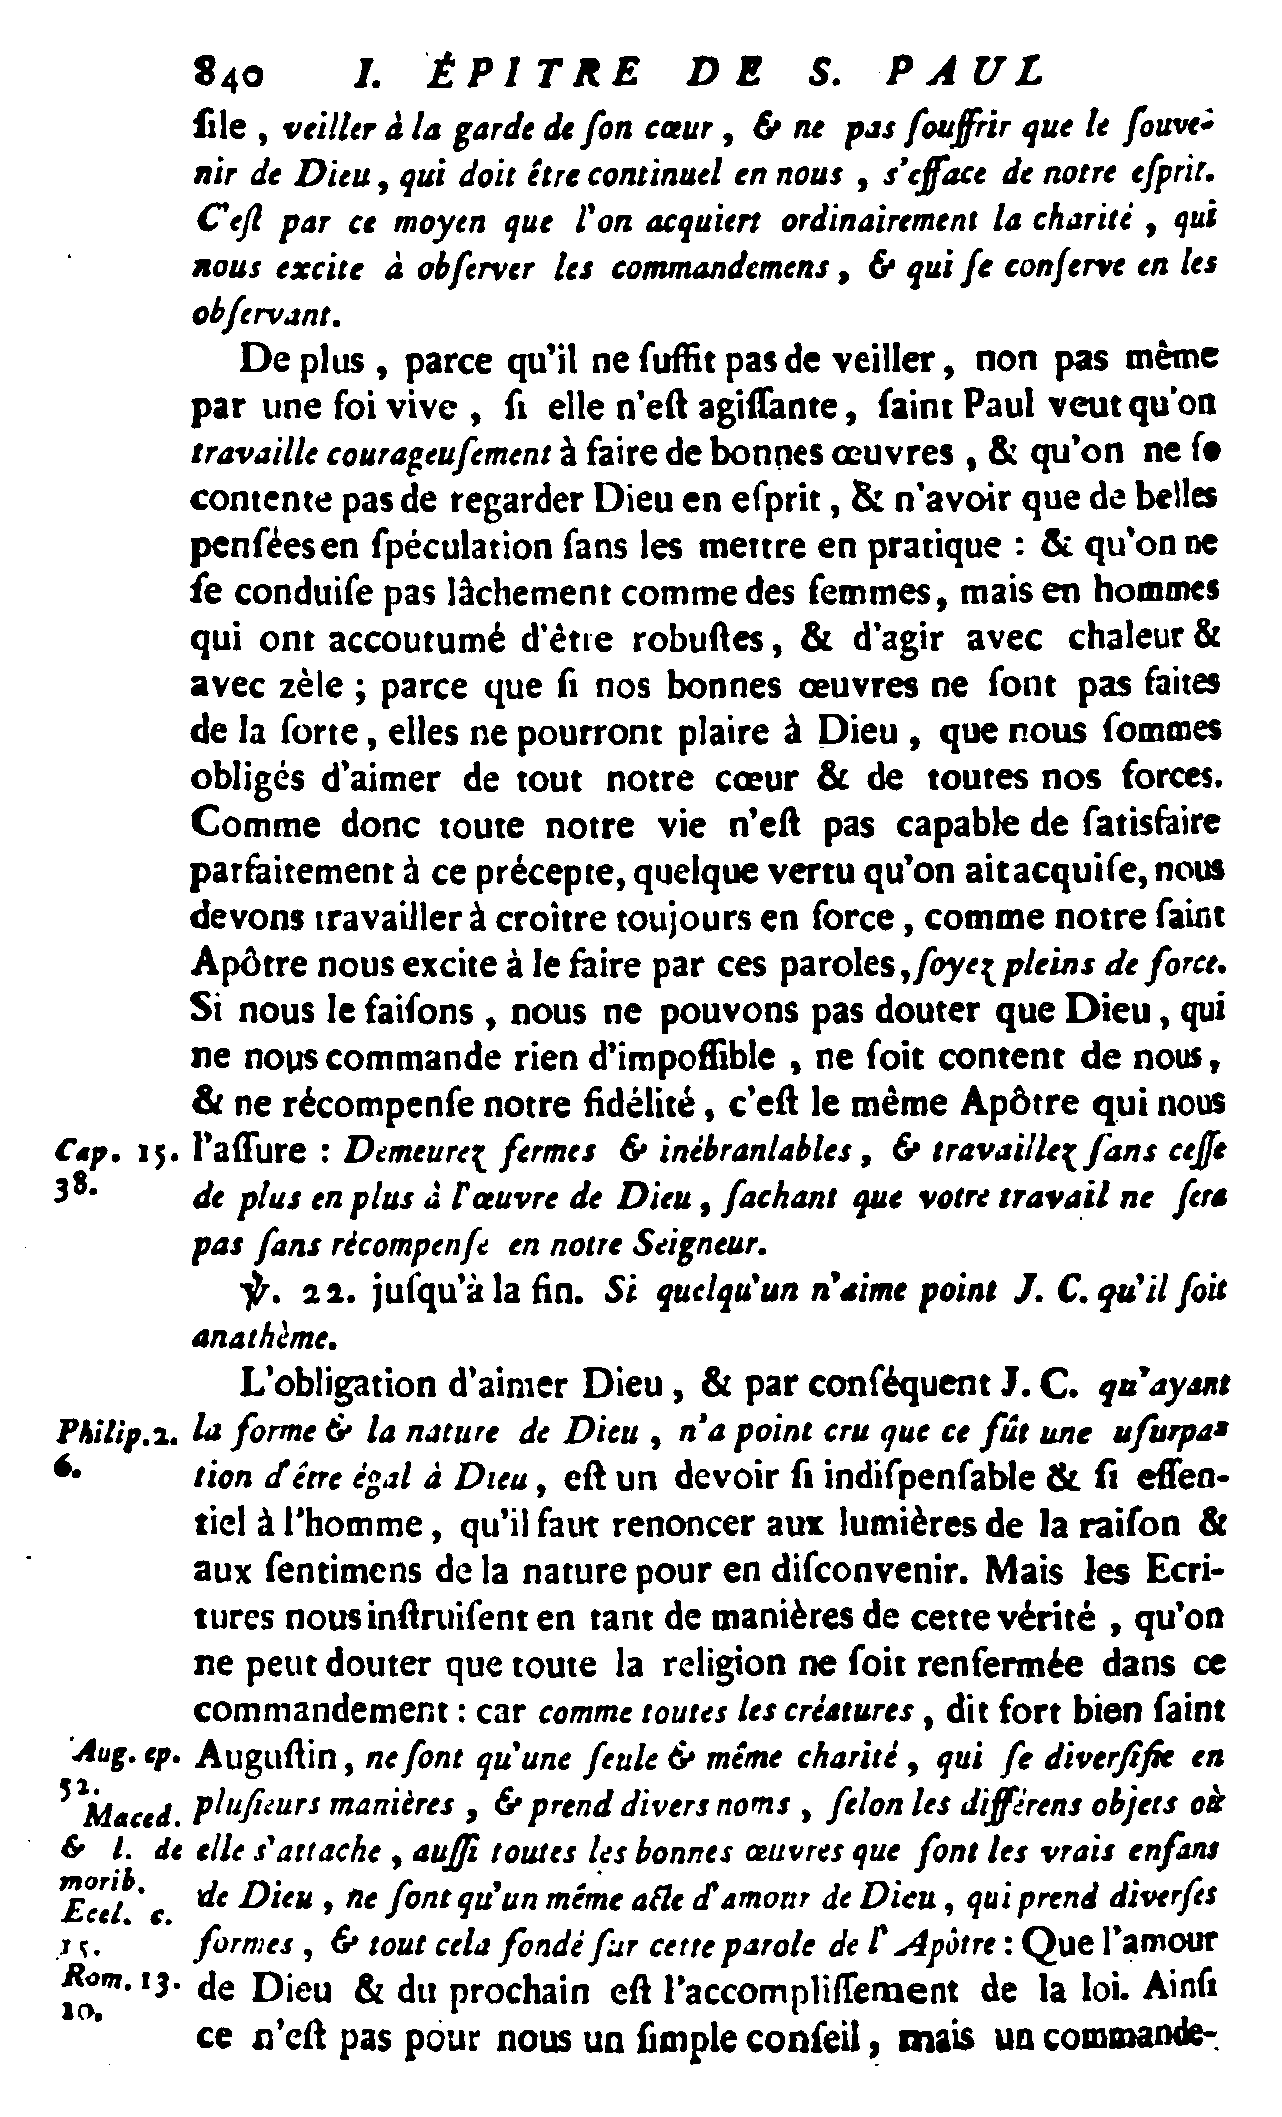 840 I. ÉPITRE DE S. PAUL
ſile, veiller à la garde de ſon cœur, & ne pas ſouffrir que le ſouve-
nir de Dieu, qui doit être continuel en nous, s'efface de notre eſprit.
C'eſt par ce moyen que l'on acquiert ordinairement la charité, qui
nous excite à obſerver les commandemens, & qui ſe conſerve en les
obſervant.
De plus, parce qu'il ne ſuffit pas de veiller, non pas même
par une foi vive, ſi elle n'eſt agiſſante, ſaint Paul veut qu'on
travaille courageuſement à faire de bonnes œuvres, & qu'on ne ſe
contente pas de regarder Dieu en eſprit, & n'avoir que de belles
penſées en ſpéculation ſans les mettre en pratique : & qu'on ne
ſe conduiſe pas lâchement comme des femmes, mais en hommes
qui ont accoutumé d'être robuſtes, & d'agir avec chaleur &
avec zèle ; parce que ſi nos bonnes œuvres ne ſont pas faites
de la ſorte, elles ne pourront plaire à Dieu, que nous ſommes
obligés d'aimer de tout notre cœur & de toutes nos forces.
Comme donc toute notre vie n'eſt pas capable de ſatisfaire
parfaitement à ce précepte, quelque vertu qu'on ait acquiſe, nous
devons travailler à croître toujours en force, comme notre ſaint
Apôtre nous excite à le faire par ces paroles, ſoyez pleins de force.
Si nous le faiſons, nous ne pouvons pas douter que Dieu, qui
ne nous commande rien d'impoſſible, ne ſoit content de nous,
& ne récompenſe notre fidélité, c'eſt le même Apôtre qui nous
Cap. 15. l'aſſure : Demeurez fermes & inébranlables, & travaillez ſans ceſſe
38. de plus en plus à l'œuvre de Dieu, ſachant que votre travail ne ſera
pas ſans récompenſe en notre Seigneur.
℣. 22. juſqu'à la fin. Si quelqu'un n'aime point J. C. qu'il ſoit
anathème.
L'obligation d'aimer Dieu, & par conſéquent J. C. qu'ayant
Philip. 2. la forme & la nature de Dieu, n'a point cru que ce fût une uſurpa-
6. tion d'être égal à Dieu, eſt un devoir ſi indiſpenſable & ſi eſſen-
tiel à l'homme, qu'il faut renoncer aux lumières de la raiſon &
aux ſentimens de la nature pour en diſconvenir. Mais les Ecri-
tures nous inſtruiſent en tant de manières de cette vérité, qu'on
ne peut douter que toute la religion ne ſoit renfermée dans ce
commandement : car comme toutes les créatures, dit fort bien ſaint
Aug. ep. Auguſtin, ne ſont qu'une ſeule & même charité, qui ſe diverſifie en
52. Maced. pluſieurs manières, & prend divers noms, ſelon les différens objets où
& l. de elle s'attache, auſſi toutes les bonnes œuvres que font les vrais enfans
morib. Eccl. c. de Dieu, ne ſont qu'un même acte d'amour de Dieu, qui prend diverſes
15. formes, & tout cela fondé ſur cette parole de l'Apôtre : Que l'amour
Rom. 13. de Dieu & du prochain eſt l'accompliſſement de la loi. Ainſi
10. ce n'eſt pas pour nous un ſimple conſeil, mais un commande-